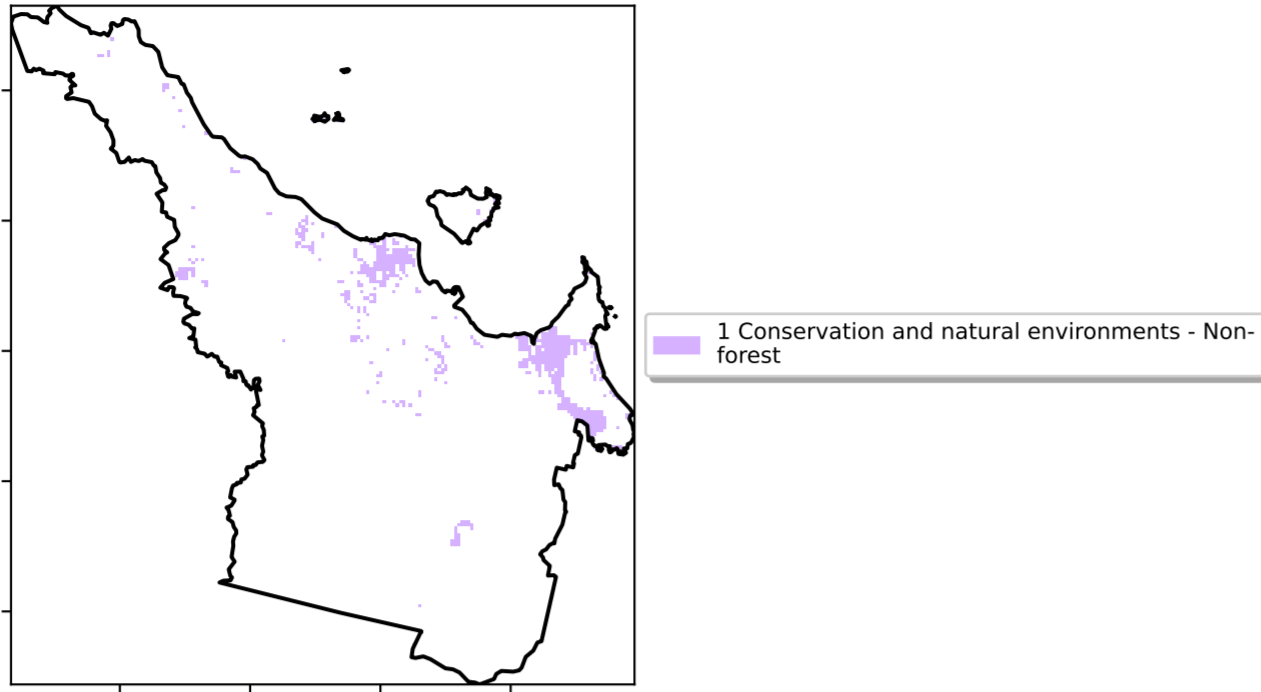 1 Conservation and natural environments - Non-
forest